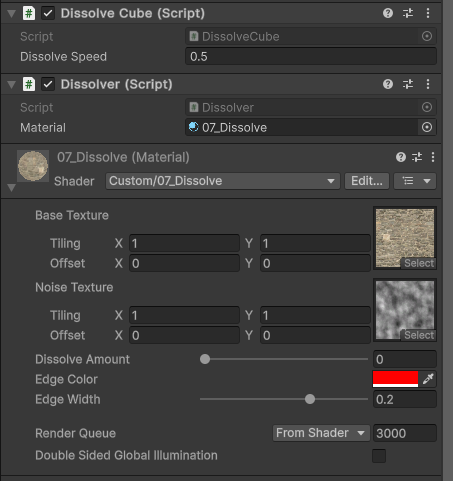 # Dissolve Cube (Script)
Script # DissolveCube
Dissolve Speed 0.5
# Dissolver (Script)
Script # Dissolver
Material 07_Dissolve
07_Dissolve (Material)
Shader Custom/07_Dissolve Edit...
Base Texture
Tiling X 1 Y 1
Offset X 0 Y 0
Select
Noise Texture
Tiling X 1 Y 1
Offset X 0 Y 0
Select
Dissolve Amount 0
Edge Color
Edge Width 0.2
Render Queue From Shader 3000
Double Sided Global Illumination